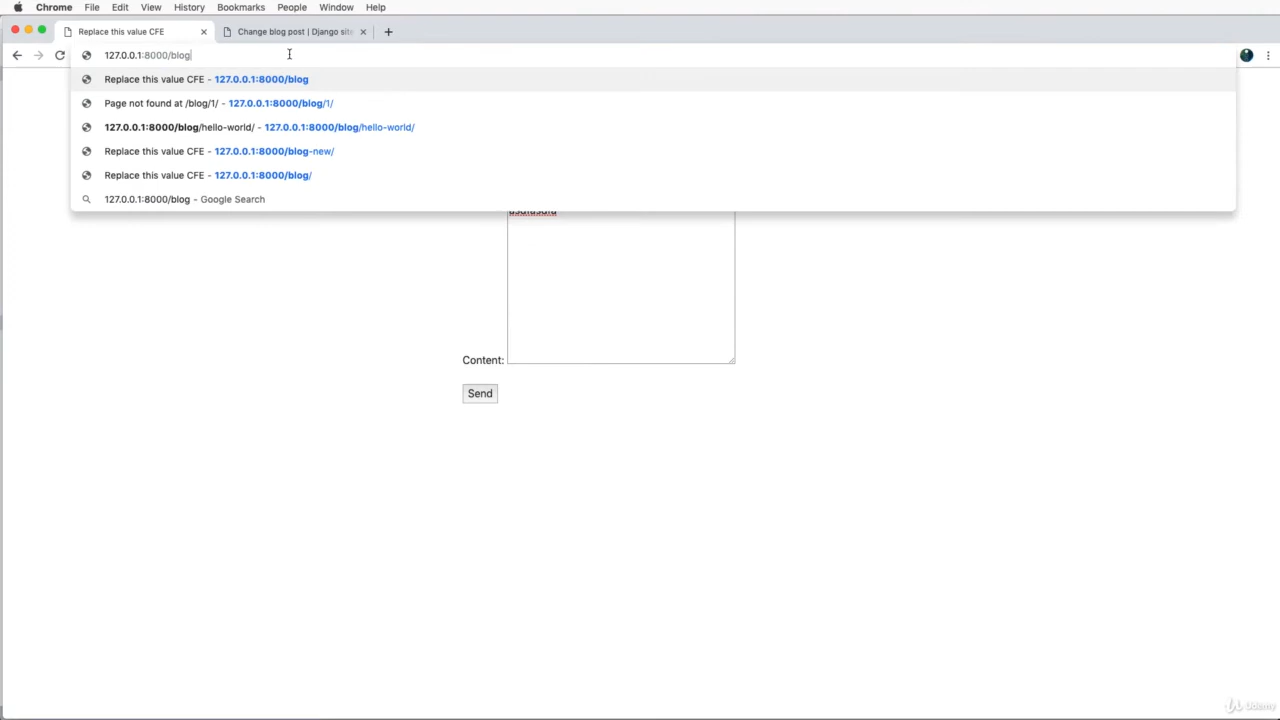 Chrome File Edit View History Bookmarks People Window Help
Replace this value CFE Change blog post | Django site
127.0.0.1:8000/blog
Replace this value CFE - 127.0.0.1:8000/blog
Page not found at /blog/1/ - 127.0.0.1:8000/blog/1/
127.0.0.1:8000/blog/hello-world/ - 127.0.0.1:8000/blog/hello-world/
Replace this value CFE - 127.0.0.1:8000/blog-new/
Replace this value CFE - 127.0.0.1:8000/blog/
127.0.0.1:8000/blog - Google Search
Content:
Send
Udemy